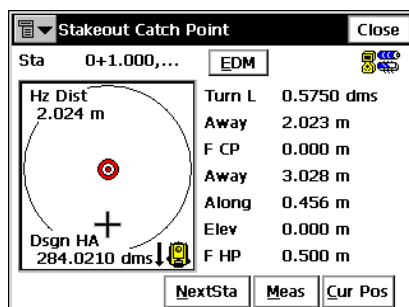 Stakeout Catch Point
Close
Sta 0+1.000,...
EDM
Hz Dist
2.024 m
Dsgn HA
284.0210 dms
Turn L 0.5750 dms
Away 2.023 m
F CP 0.000 m
Away 3.028 m
Along 0.456 m
Elev 0.000 m
F HP 0.500 m
NextSta
Meas
Cur Pos